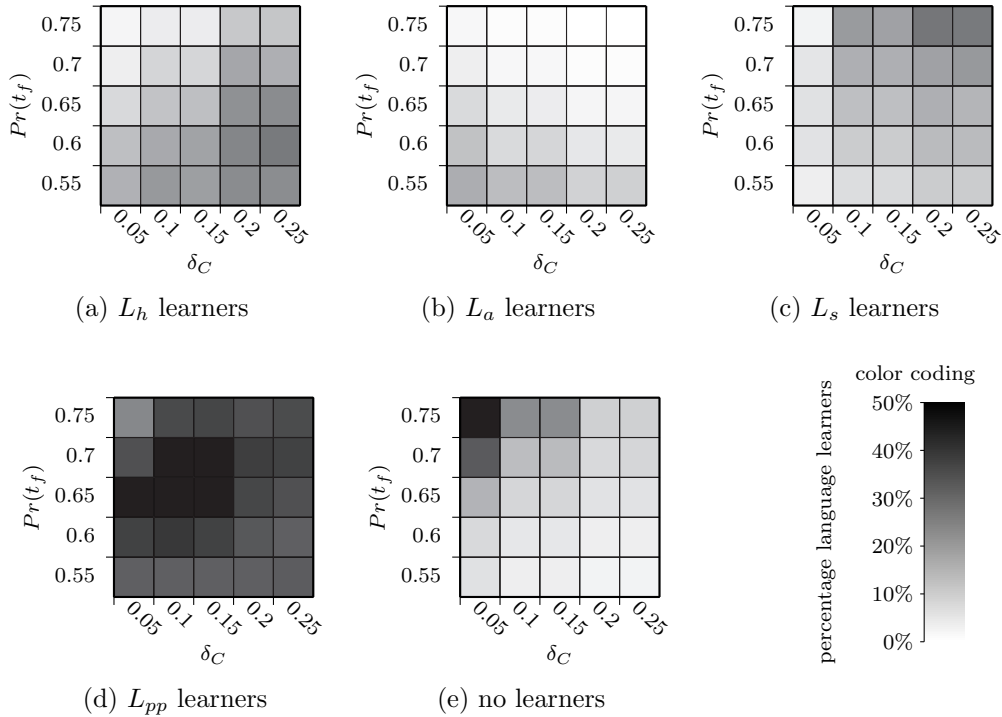 0.75
0.7
0.65
0.6
0.55
Pr(t_f)
0.05 0.1 0.15 0.2 0.25
δ_C
(a) L_h learners
0.75
0.7
0.65
0.6
0.55
Pr(t_f)
0.05 0.1 0.15 0.2 0.25
δ_C
(b) L_a learners
0.75
0.7
0.65
0.6
0.55
Pr(t_f)
0.05 0.1 0.15 0.2 0.25
δ_C
(c) L_s learners
0.75
0.7
0.65
0.6
0.55
Pr(t_f)
0.05 0.1 0.15 0.2 0.25
δ_C
(d) L_pp learners
0.75
0.7
0.65
0.6
0.55
Pr(t_f)
0.05 0.1 0.15 0.2 0.25
δ_C
(e) no learners
color coding
percentage language learners
50%
40%
30%
20%
10%
0%